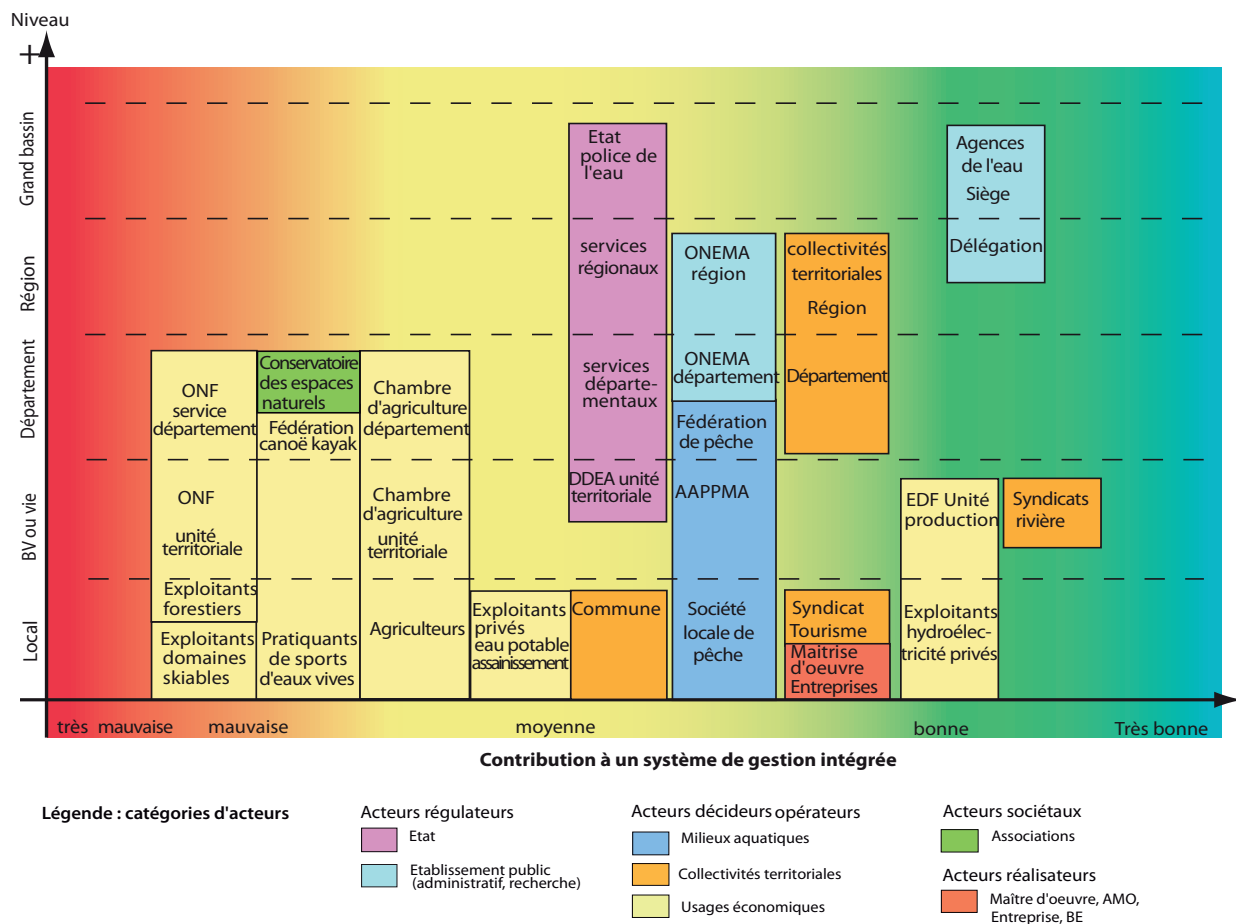 Niveau
+
Grand bassin
Région
Département
BV ou vie
Local
Etat
police de
l'eau
services
régionaux
services
départe-
mentaux
DDEA unité
territoriale
Agences
de l'eau
Siège
Délégation
ONEMA
région
ONEMA
département
Fédération
de pêche
AAPPMA
Société
locale de
pêche
collectivités
territoriales
Région
Département
ONF
service
département
ONF
unité
territoriale
Exploitants
forestiers
Exploitants
domaines
skiables
Conservatoire
des espaces
naturels
Fédération
canoë kayak
Pratiquants
de sports
d'eaux vives
Chambre
d'agriculture
département
Chambre
d'agriculture
unité
territoriale
Agriculteurs
Exploitants
privés
eau potable
assainissement
Commune
Syndicat
Tourisme
Maitrise
d'oeuvre
Entreprises
EDF Unité
production
Exploitants
hydroélec-
tricité privés
Syndicats
rivière
très mauvaise
mauvaise
moyenne
bonne
Très bonne
Contribution à un système de gestion intégrée
Légende : catégories d'acteurs
Acteurs régulateurs
Etat
Etablissement public
(administratif, recherche)
Acteurs décideurs opérateurs
Milieux aquatiques
Collectivités territoriales
Usages économiques
Acteurs sociétaux
Associations
Acteurs réalisateurs
Maître d'oeuvre, AMO,
Entreprise, BE